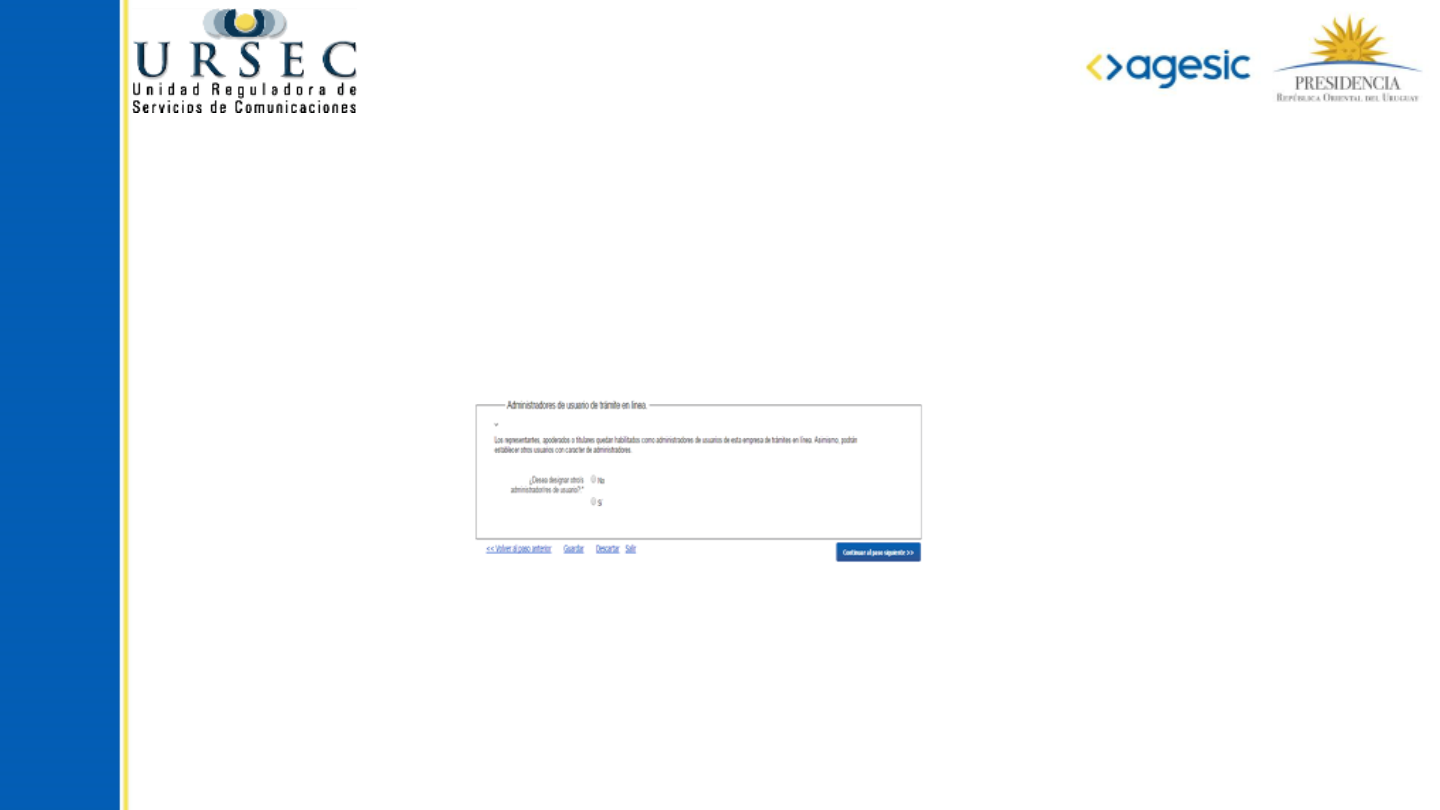 URSEC
Unidad Reguladora de
Servicios de Comunicaciones
<>agesic
PRESIDENCIA
REPÚBLICA ORIENTAL DEL URUGUAY
Administradores de usuario de trámite en línea.
Los representantes, apoderados o titulares quedan habilitados como administradores de usuarios de esta empresa de trámites en línea. Asimismo, podrán
establecer otros usuarios con caracter de administradores.
¿Desea designar otro/s
administrador/res de usuario?:*
No
Sí
<< Volver al paso anterior Guardar Descartar Salir
Continuar al paso siguiente >>